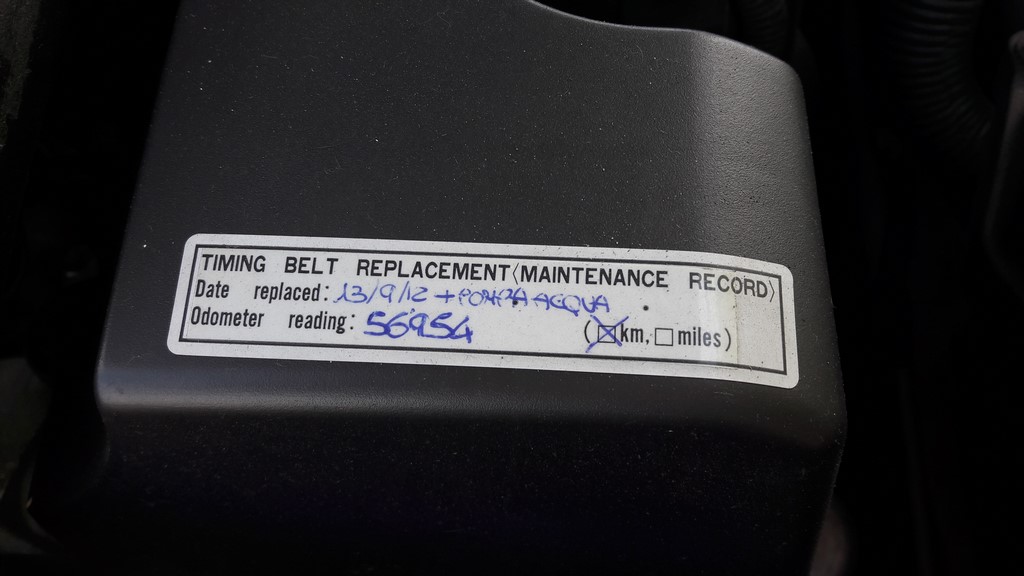 TIMING BELT REPLACEMENT〈MAINTENANCE RECORD〉
Date replaced: 13/9/12 + POMPA ACQUA
Odometer reading: 56954 (☒km, ☐miles)